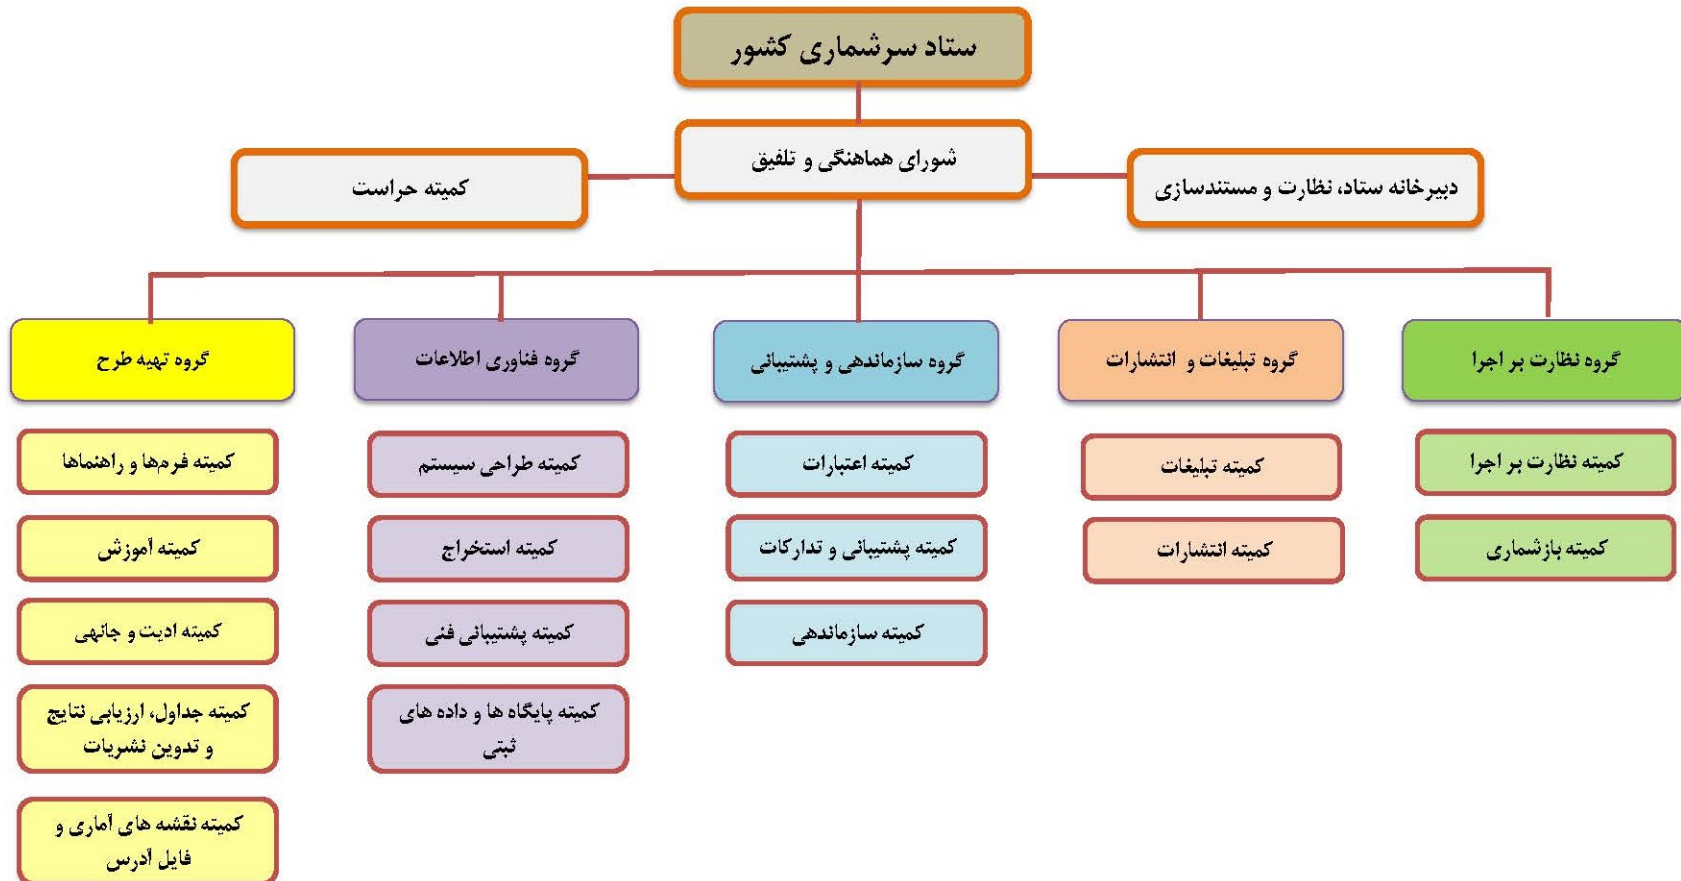 ستاد سرشماری کشور
شورای هماهنگی و تلفیق
دبیرخانه ستاد، نظارت و مستندسازی
کمیته حراست
گروه نظارت بر اجرا
گروه تبلیغات و انتشارات
گروه سازماندهی و پشتیبانی
گروه فناوری اطلاعات
گروه تهیه طرح
کمیته نظارت بر اجرا
کمیته بازشماری
کمیته تبلیغات
کمیته انتشارات
کمیته اعتبارات
کمیته پشتیبانی و تدارکات
کمیته سازماندهی
کمیته طراحی سیستم
کمیته استخراج
کمیته پشتیبانی فنی
کمیته پایگاه ها و داده های
ثبتی
کمیته فرم‌ها و راهنماها
کمیته آموزش
کمیته ادیت و جانهی
کمیته جداول، ارزیابی نتایج
و تدوین نشریات
کمیته نقشه های آماری و
فایل آدرس